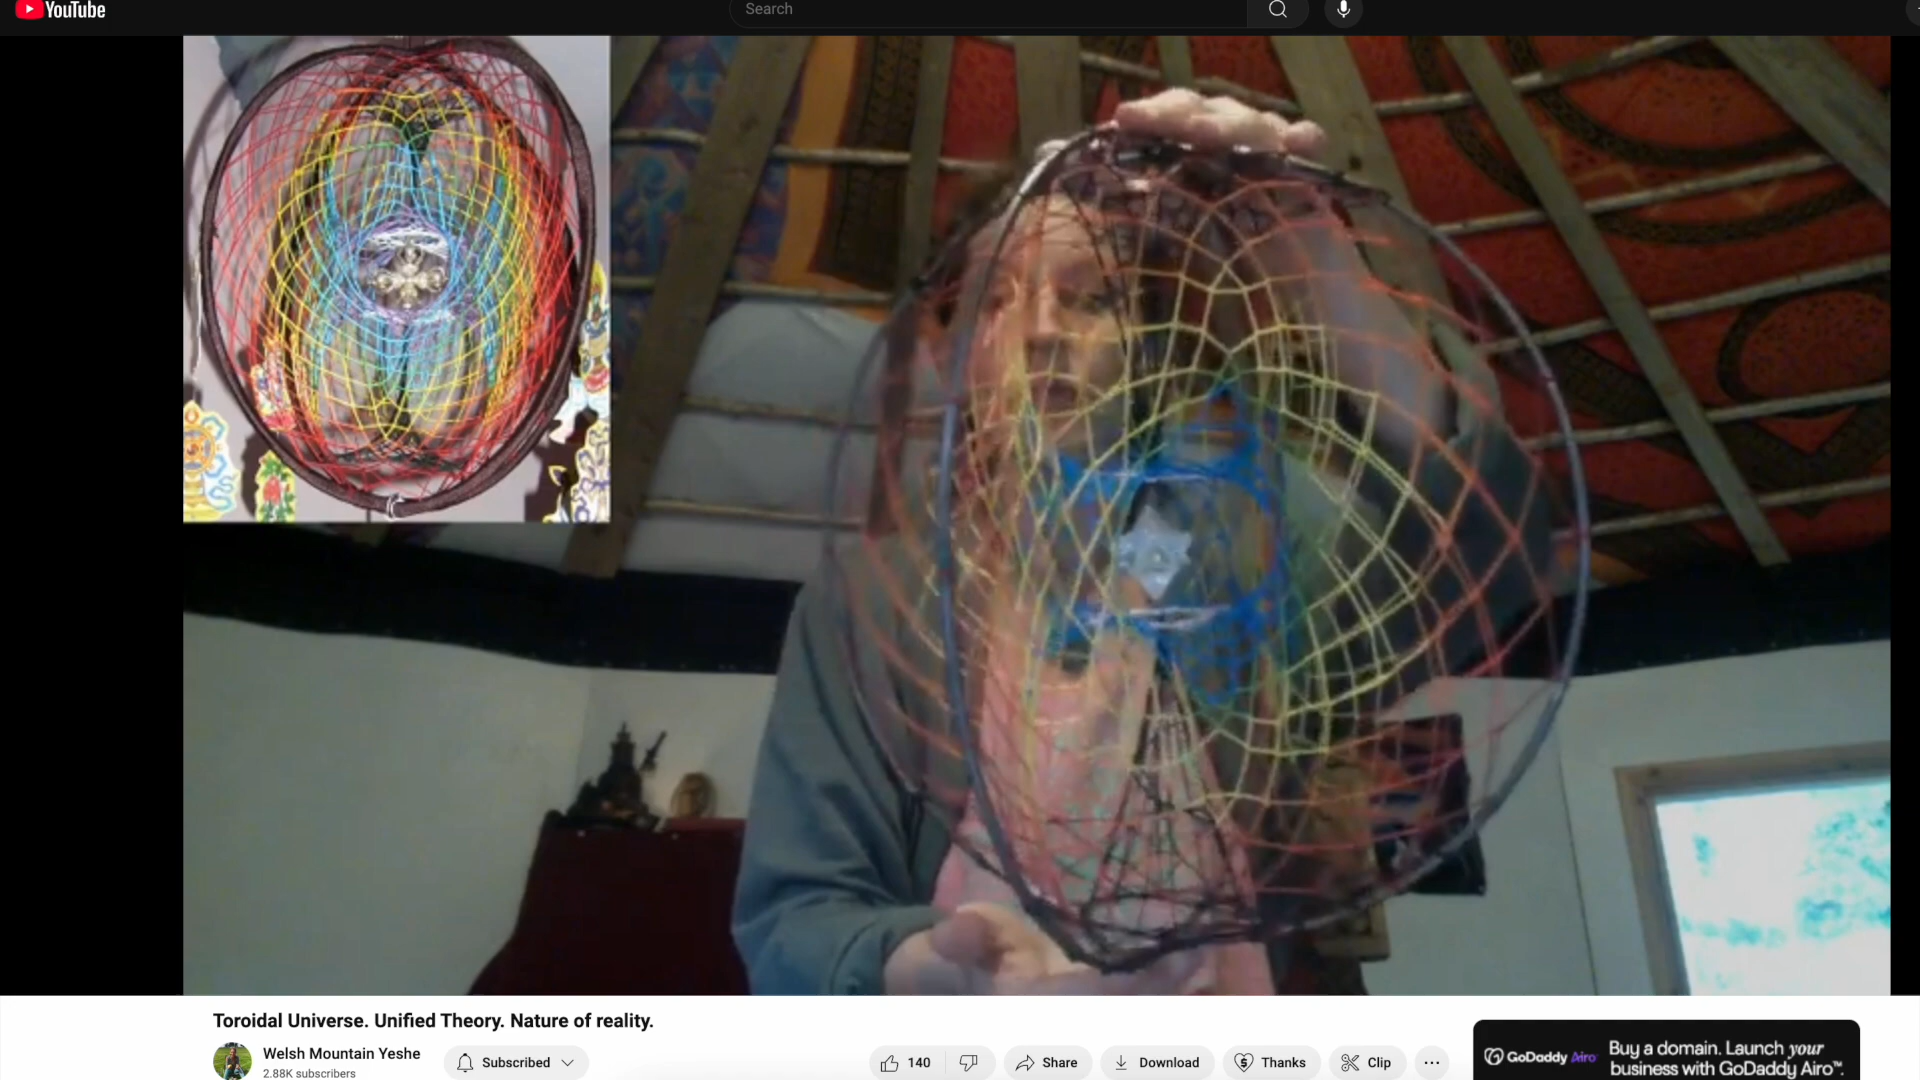 YouTube
Search
Toroidal Universe. Unified Theory. Nature of reality.
Welsh Mountain Yeshe
2.88K subscribers
Subscribed
140
Share
Download
Thanks
Clip
GoDaddy Airo
Buy a domain. Launch your
business with GoDaddy Airo™.